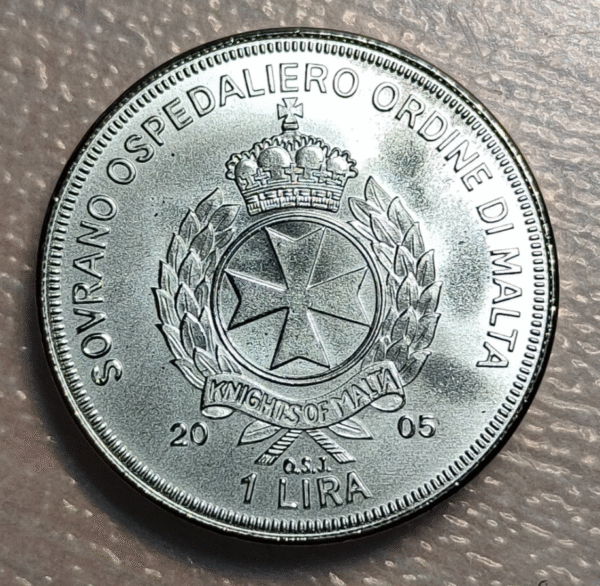 SOVRANO OSPEDALIERO ORDINE DI MALTA
KNIGHTS OF MALTA
20 05
O.S.J.
1 LIRA